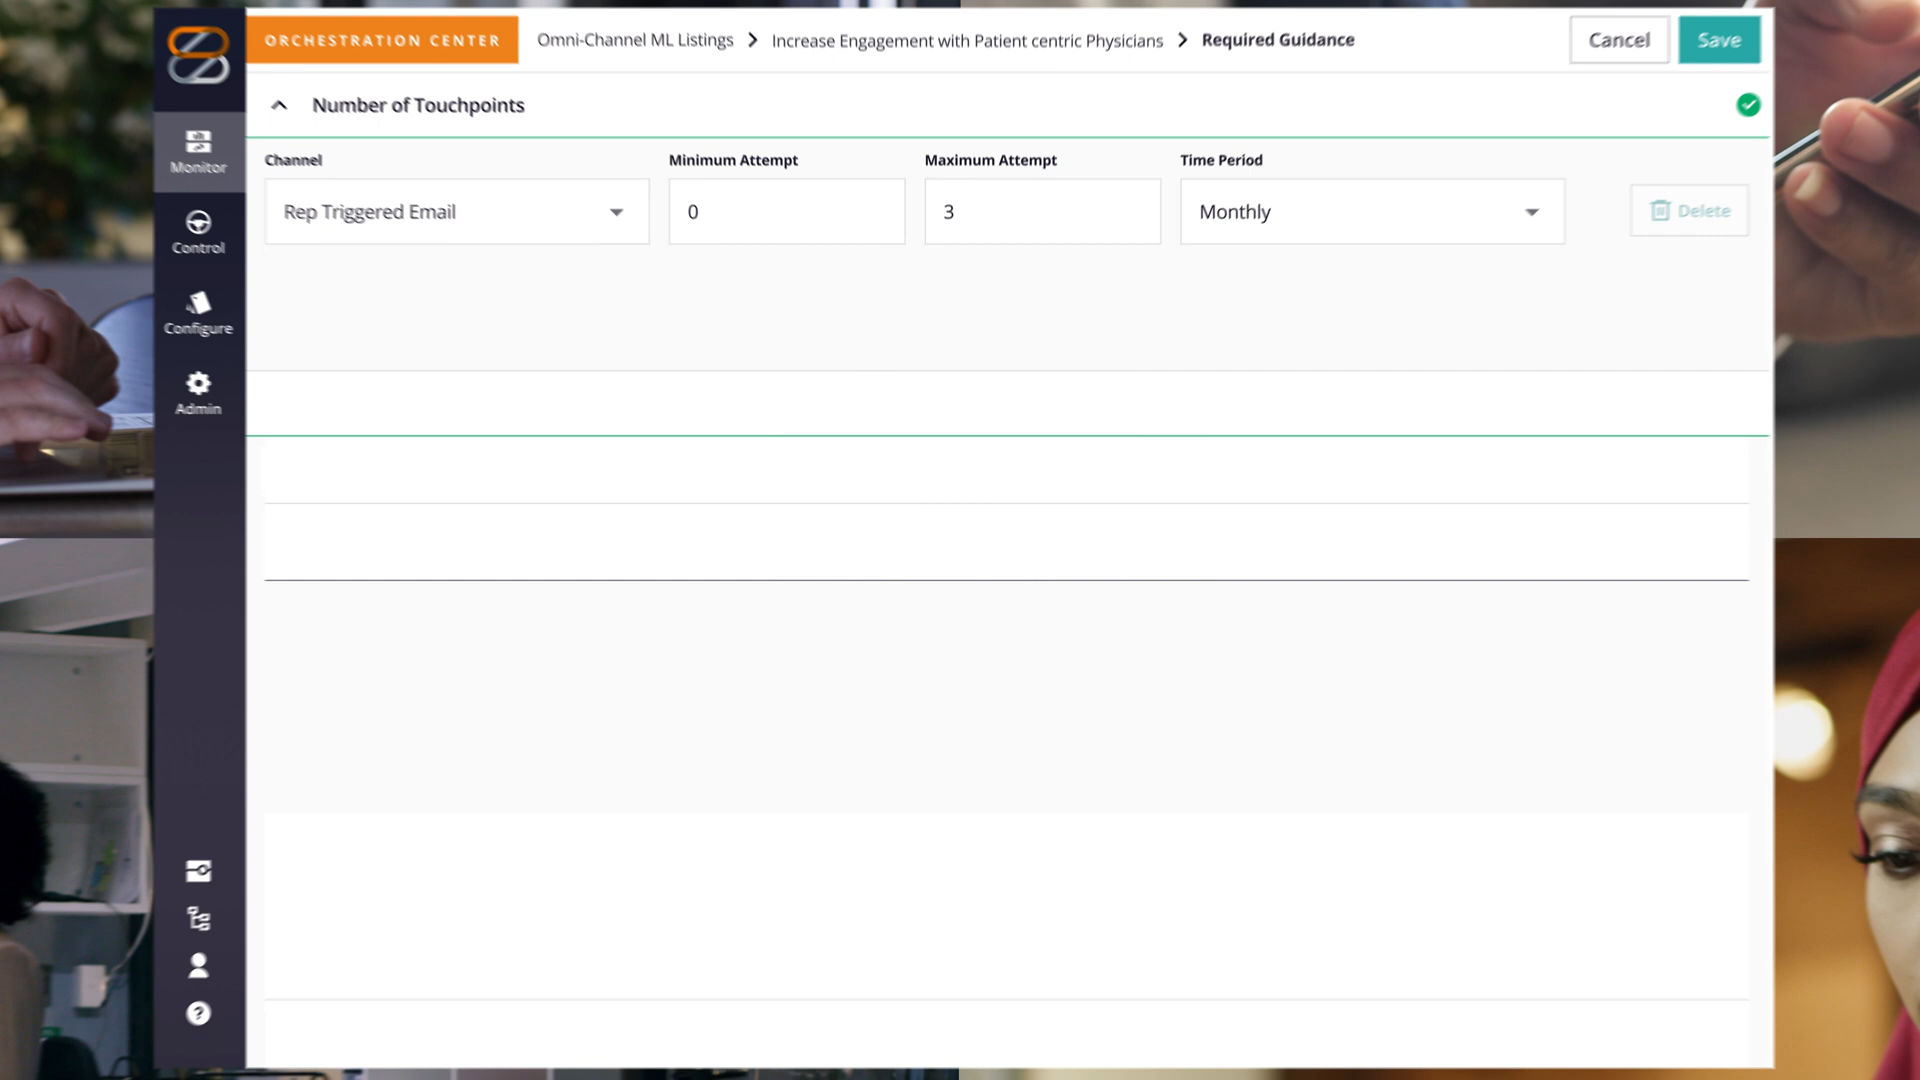 ORCHESTRATION CENTER
Omni-Channel ML Listings > Increase Engagement with Patient centric Physicians > Required Guidance
Cancel
Save
Number of Touchpoints
Channel
Minimum Attempt
Maximum Attempt
Time Period
Rep Triggered Email
0
3
Monthly
Delete
Monitor
Control
Configure
Admin
?